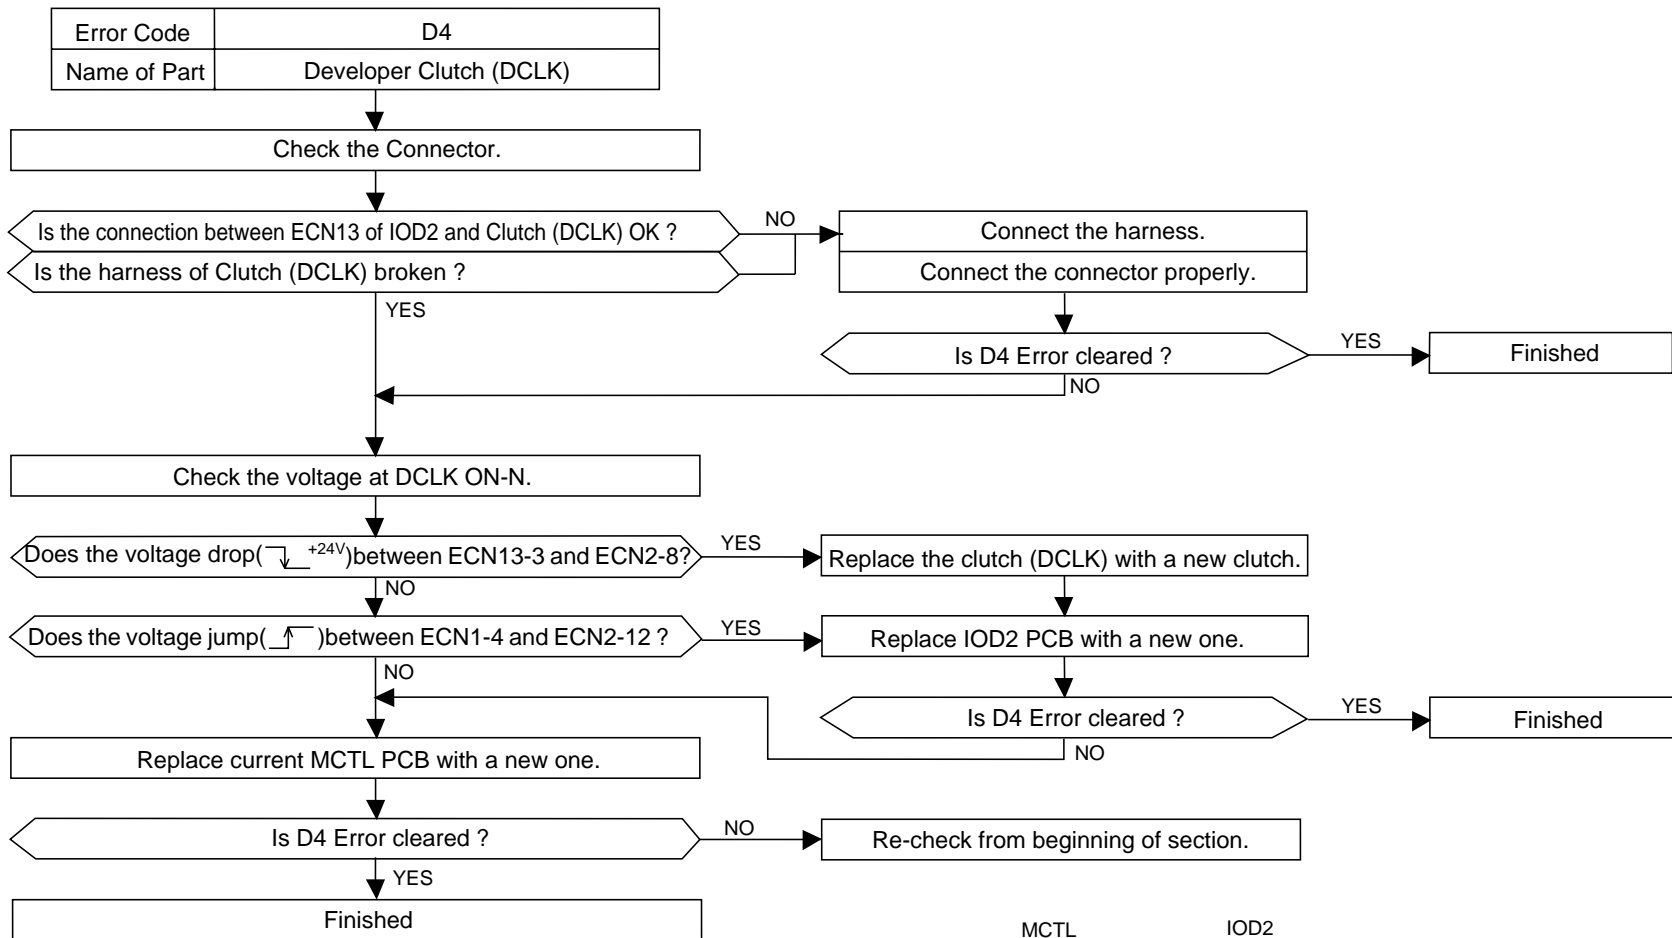 Error Code D4
Name of Part Developer Clutch (DCLK)
Check the Connector.
Is the connection between ECN13 of IOD2 and Clutch (DCLK) OK ?
NO
Connect the harness.
Is the harness of Clutch (DCLK) broken ?
Connect the connector properly.
YES
Is D4 Error cleared ?
YES
Finished
NO
Check the voltage at DCLK ON-N.
Does the voltage drop( +24V)between ECN13-3 and ECN2-8?
YES
Replace the clutch (DCLK) with a new clutch.
NO
Does the voltage jump( )between ECN1-4 and ECN2-12 ?
YES
Replace IOD2 PCB with a new one.
NO
Is D4 Error cleared ?
YES
Finished
NO
Replace current MCTL PCB with a new one.
Is D4 Error cleared ?
NO
Re-check from beginning of section.
YES
Finished
MCTL IOD2